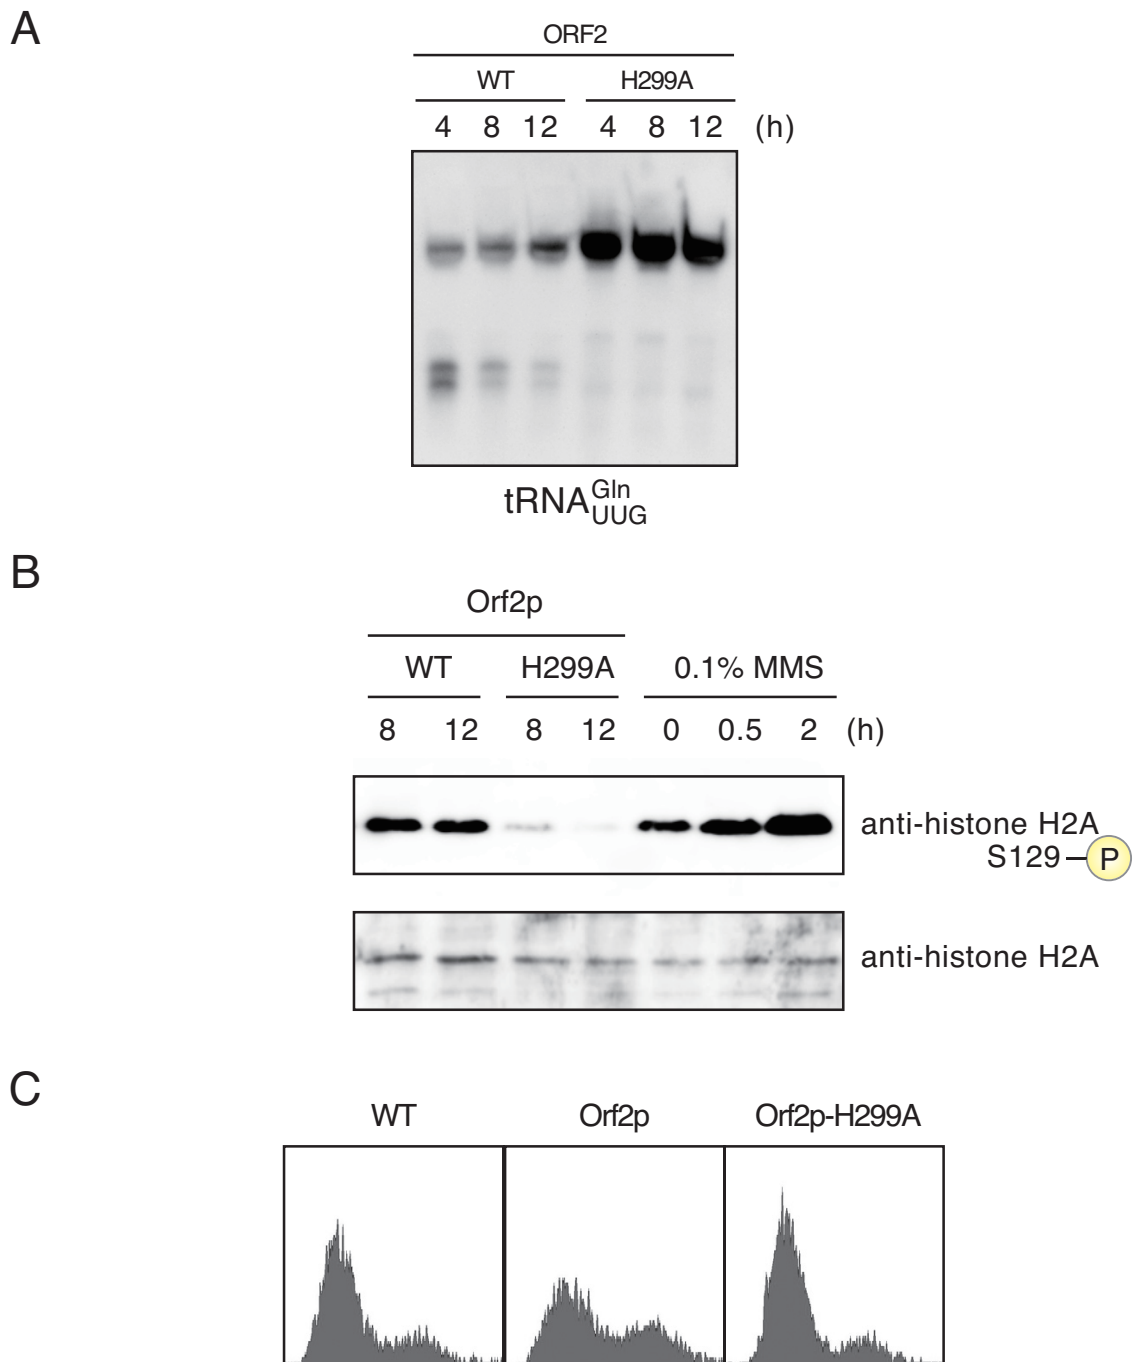 A
ORF2
WT H299A
4 8 12 4 8 12 (h)
tRNA Gln UUG
B
Orf2p
WT H299A 0.1% MMS
8 12 8 12 0 0.5 2 (h)
anti-histone H2A
S129 P
anti-histone H2A
C
WT Orf2p Orf2p-H299A